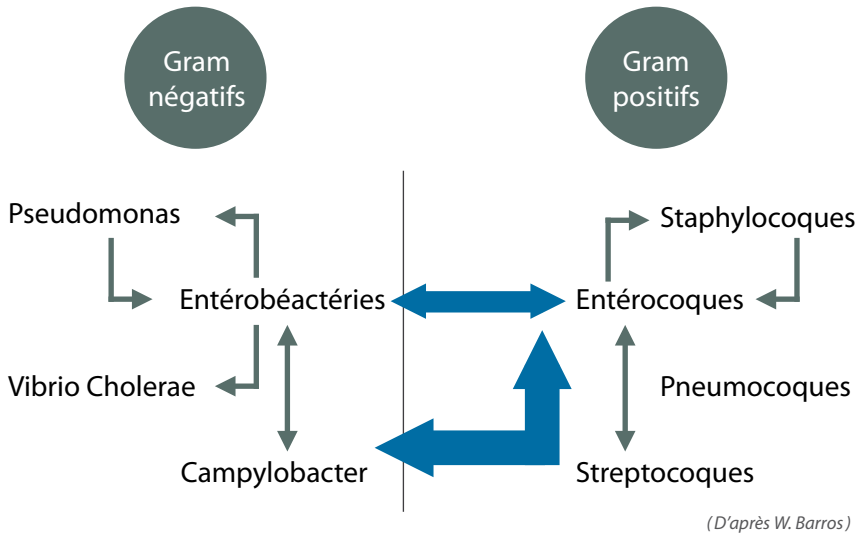 Gram
négatifs
Gram
positifs
Pseudomonas
Staphylocoques
Entérobéactéries
Entérocoques
Vibrio Cholerae
Pneumocoques
Campylobacter
Streptocoques
(D'après W. Barros)